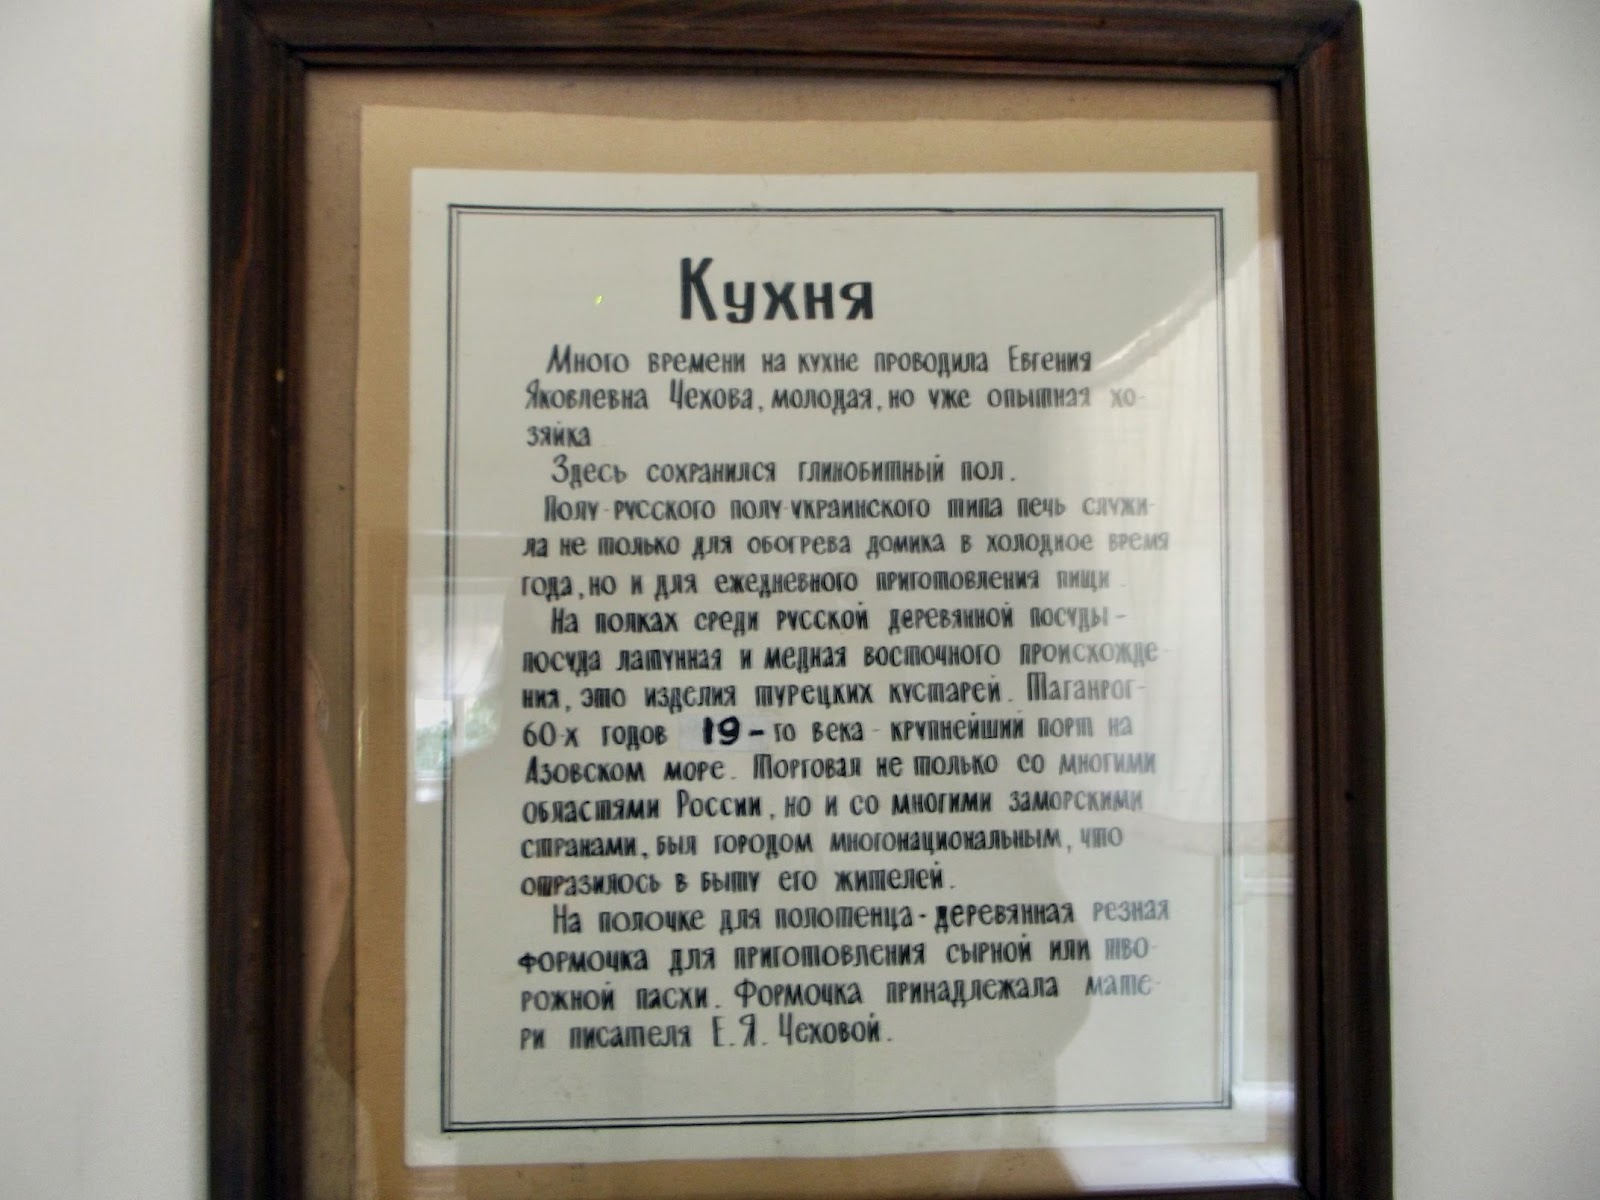 Кухня
Много времени на кухне проводила Евгения
Яковлевна Чехова, молодая, но уже опытная хо-
зяйка
Здесь сохранился глинобитный пол.
Полу-русского полу-украинского типа печь служи-
ла не только для обогрева домика в холодное время
года, но и для ежедневного приготовления пищи.
На полках среди русской деревянной посуды -
посуда латунная и медная восточного происхожде-
ния, это изделия турецких кустарей. Таганрог-
60-х годов 19-го века - крупнейший порт на
Азовском море. Торговая не только со многими
областями России, но и со многими заморскими
странами, был городом многонациональным, что
отразилось в быту его жителей.
На полочке для полотенца - деревянная резная
формочка для приготовления сырной или тво-
рожной пасхи. Формочка принадлежала мате-
ри писателя Е.Я. Чеховой.